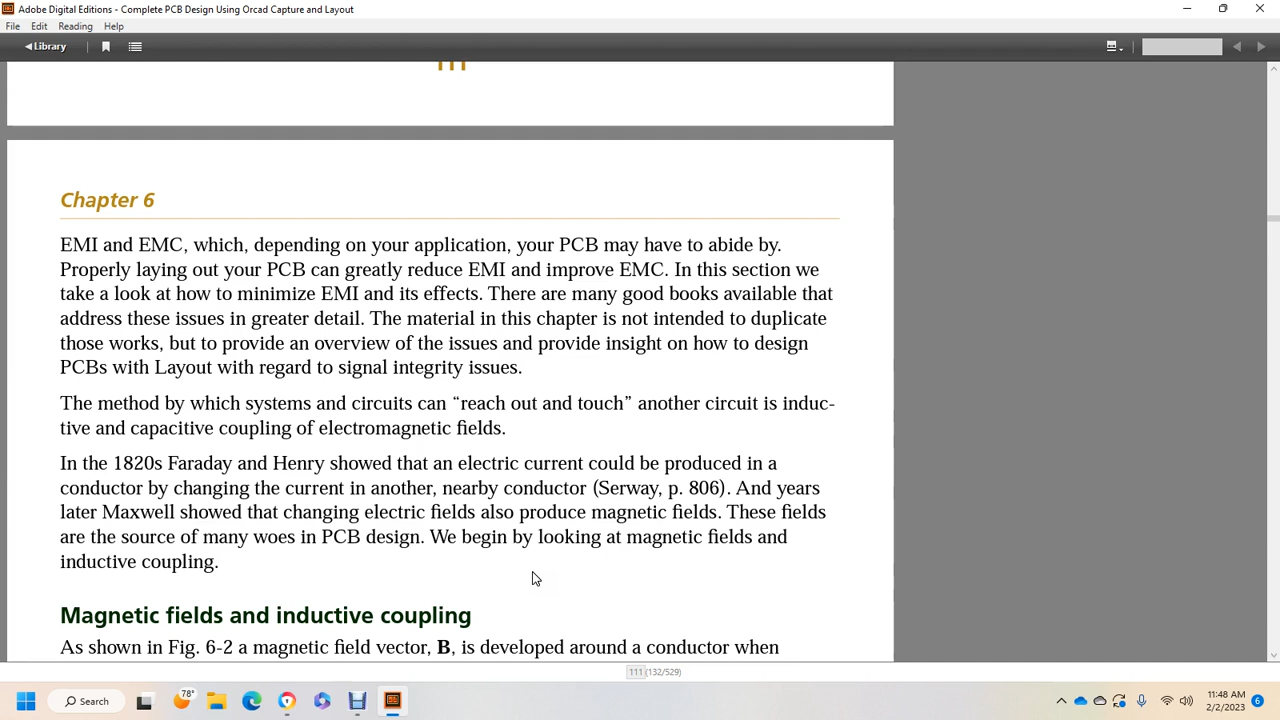 Adobe Digital Editions - Complete PCB Design Using Orcad Capture and Layout
File Edit Reading Help
◀Library
Chapter 6
EMI and EMC, which, depending on your application, your PCB may have to abide by.
Properly laying out your PCB can greatly reduce EMI and improve EMC. In this section we
take a look at how to minimize EMI and its effects. There are many good books available that
address these issues in greater detail. The material in this chapter is not intended to duplicate
those works, but to provide an overview of the issues and provide insight on how to design
PCBs with Layout with regard to signal integrity issues.
The method by which systems and circuits can “reach out and touch” another circuit is induc-
tive and capacitive coupling of electromagnetic fields.
In the 1820s Faraday and Henry showed that an electric current could be produced in a
conductor by changing the current in another, nearby conductor (Serway, p. 806). And years
later Maxwell showed that changing electric fields also produce magnetic fields. These fields
are the source of many woes in PCB design. We begin by looking at magnetic fields and
inductive coupling.
Magnetic fields and inductive coupling
As shown in Fig. 6-2 a magnetic field vector, B, is developed around a conductor when
111 (132/529)
Search
78°
11:48 AM
2/2/2023
6